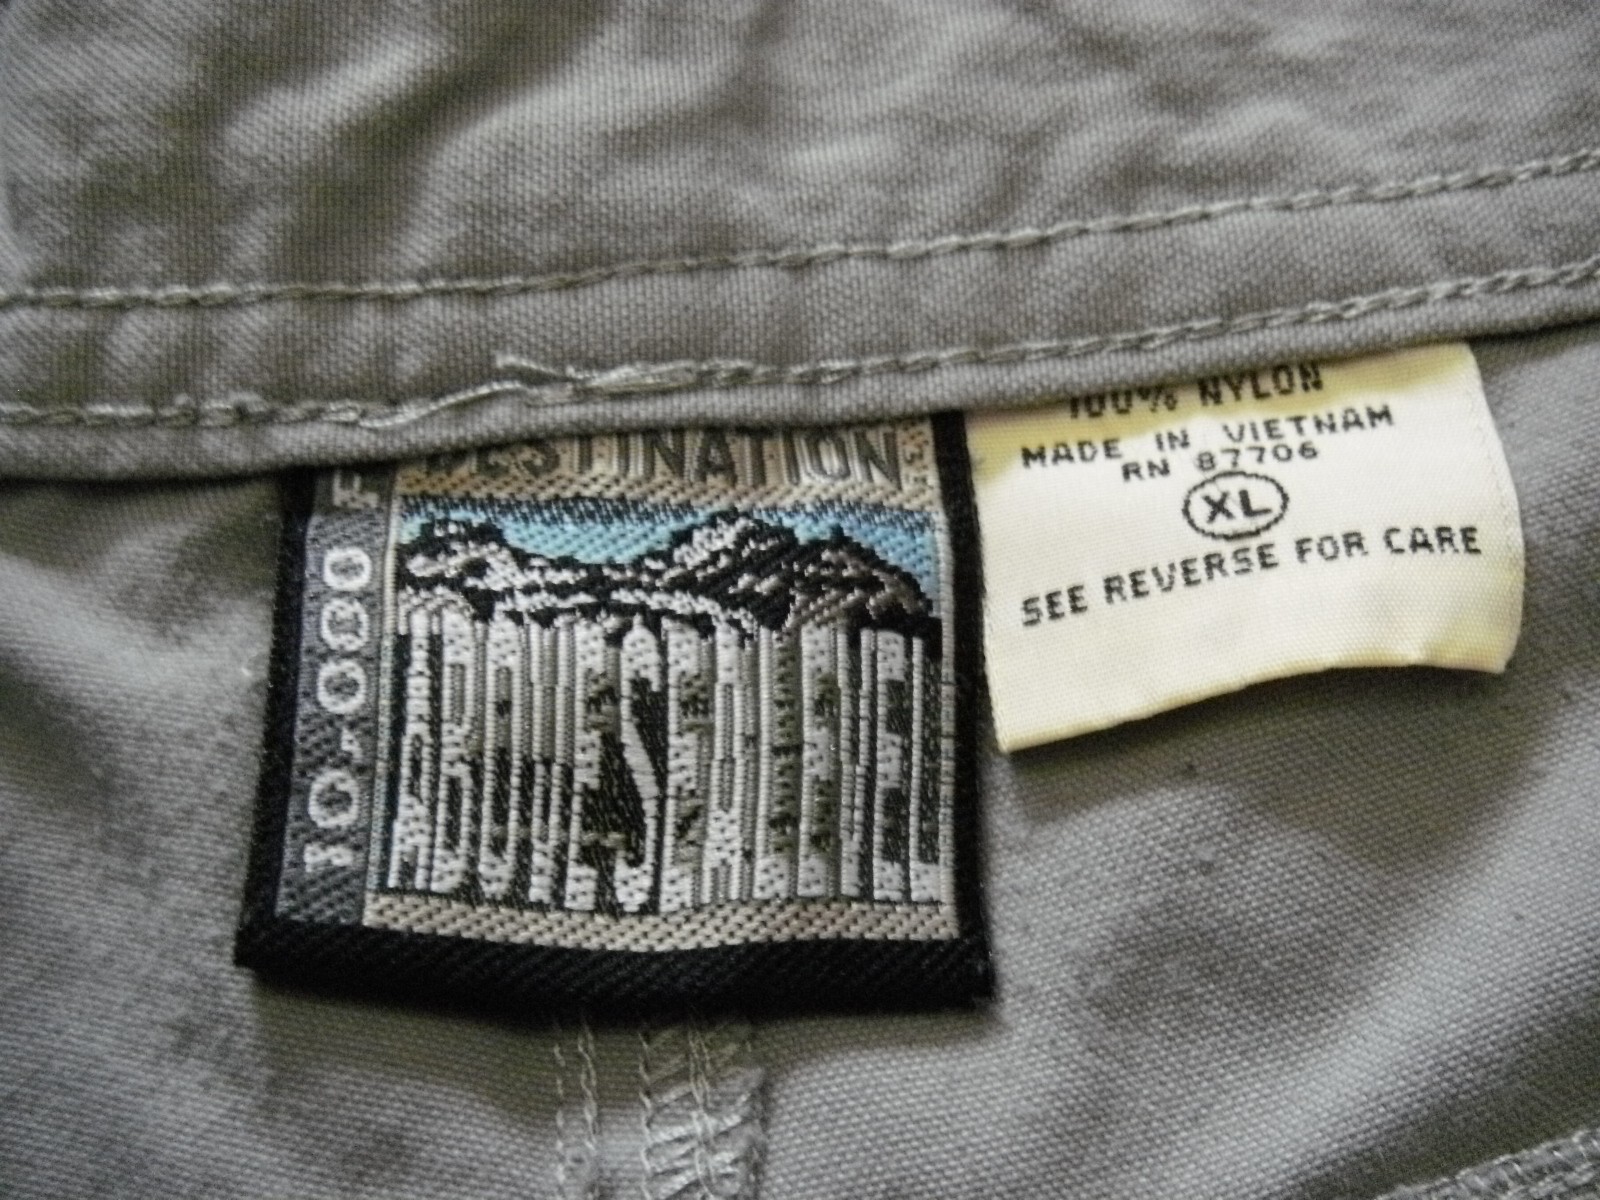 DESTINATION
10,000 F
ABOVE SEA LEVEL
100% NYLON
MADE IN VIETNAM
RN 87706
XL
SEE REVERSE FOR CARE